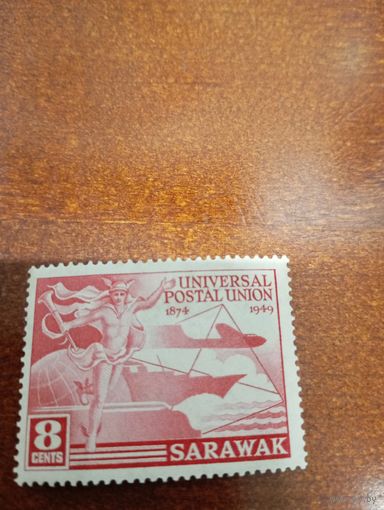 UNIVERSAL
POSTAL UNION
1874 1949
8
CENTS
SARAWAK